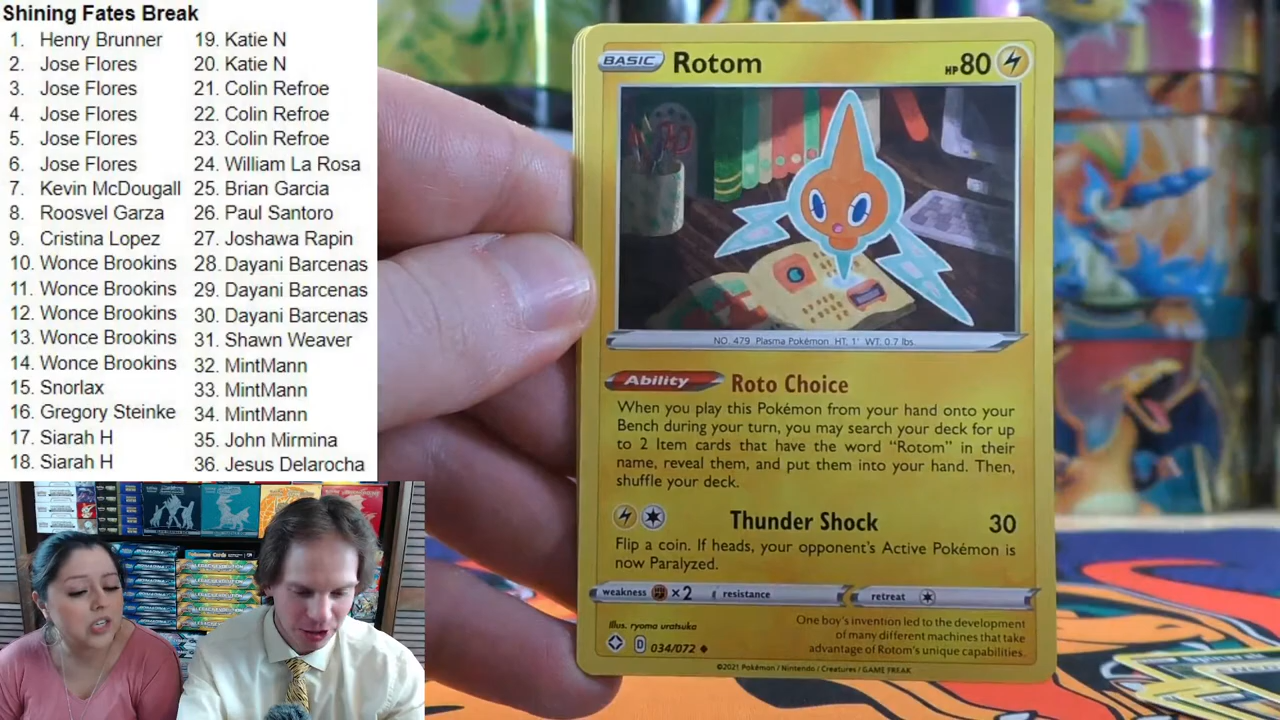 Shining Fates Break
1. Henry Brunner
2. Jose Flores
3. Jose Flores
4. Jose Flores
5. Jose Flores
6. Jose Flores
7. Kevin McDougall
8. Roosvel Garza
9. Cristina Lopez
10. Wonce Brookins
11. Wonce Brookins
12. Wonce Brookins
13. Wonce Brookins
14. Wonce Brookins
15. Snorlax
16. Gregory Steinke
17. Siarah H
18. Siarah H
19. Katie N
20. Katie N
21. Colin Refroe
22. Colin Refroe
23. Colin Refroe
24. William La Rosa
25. Brian Garcia
26. Paul Santoro
27. Joshawa Rapin
28. Dayani Barcenas
29. Dayani Barcenas
30. Dayani Barcenas
31. Shawn Weaver
32. MintMann
33. MintMann
34. MintMann
35. John Mirmina
36. Jesus Delarocha
BASIC Rotom HP 80
NO. 479 Plasma Pokémon HT. 1' WT. 0.7 lbs.
Ability Roto Choice
When you play this Pokémon from your hand onto your
Bench during your turn, you may search your deck for up
to 2 Item cards that have the word "Rotom" in their
name, reveal them, and put them into your hand. Then,
shuffle your deck.
Thunder Shock 30
Flip a coin. If heads, your opponent's Active Pokémon is
now Paralyzed.
weakness ×2 resistance retreat
Illus. ryoma uratsuka
D 034/072
One boy's invention led to the development
of many different machines that take
advantage of Rotom's unique capabilities.
©2021 Pokémon / Nintendo / Creatures / GAME FREAK